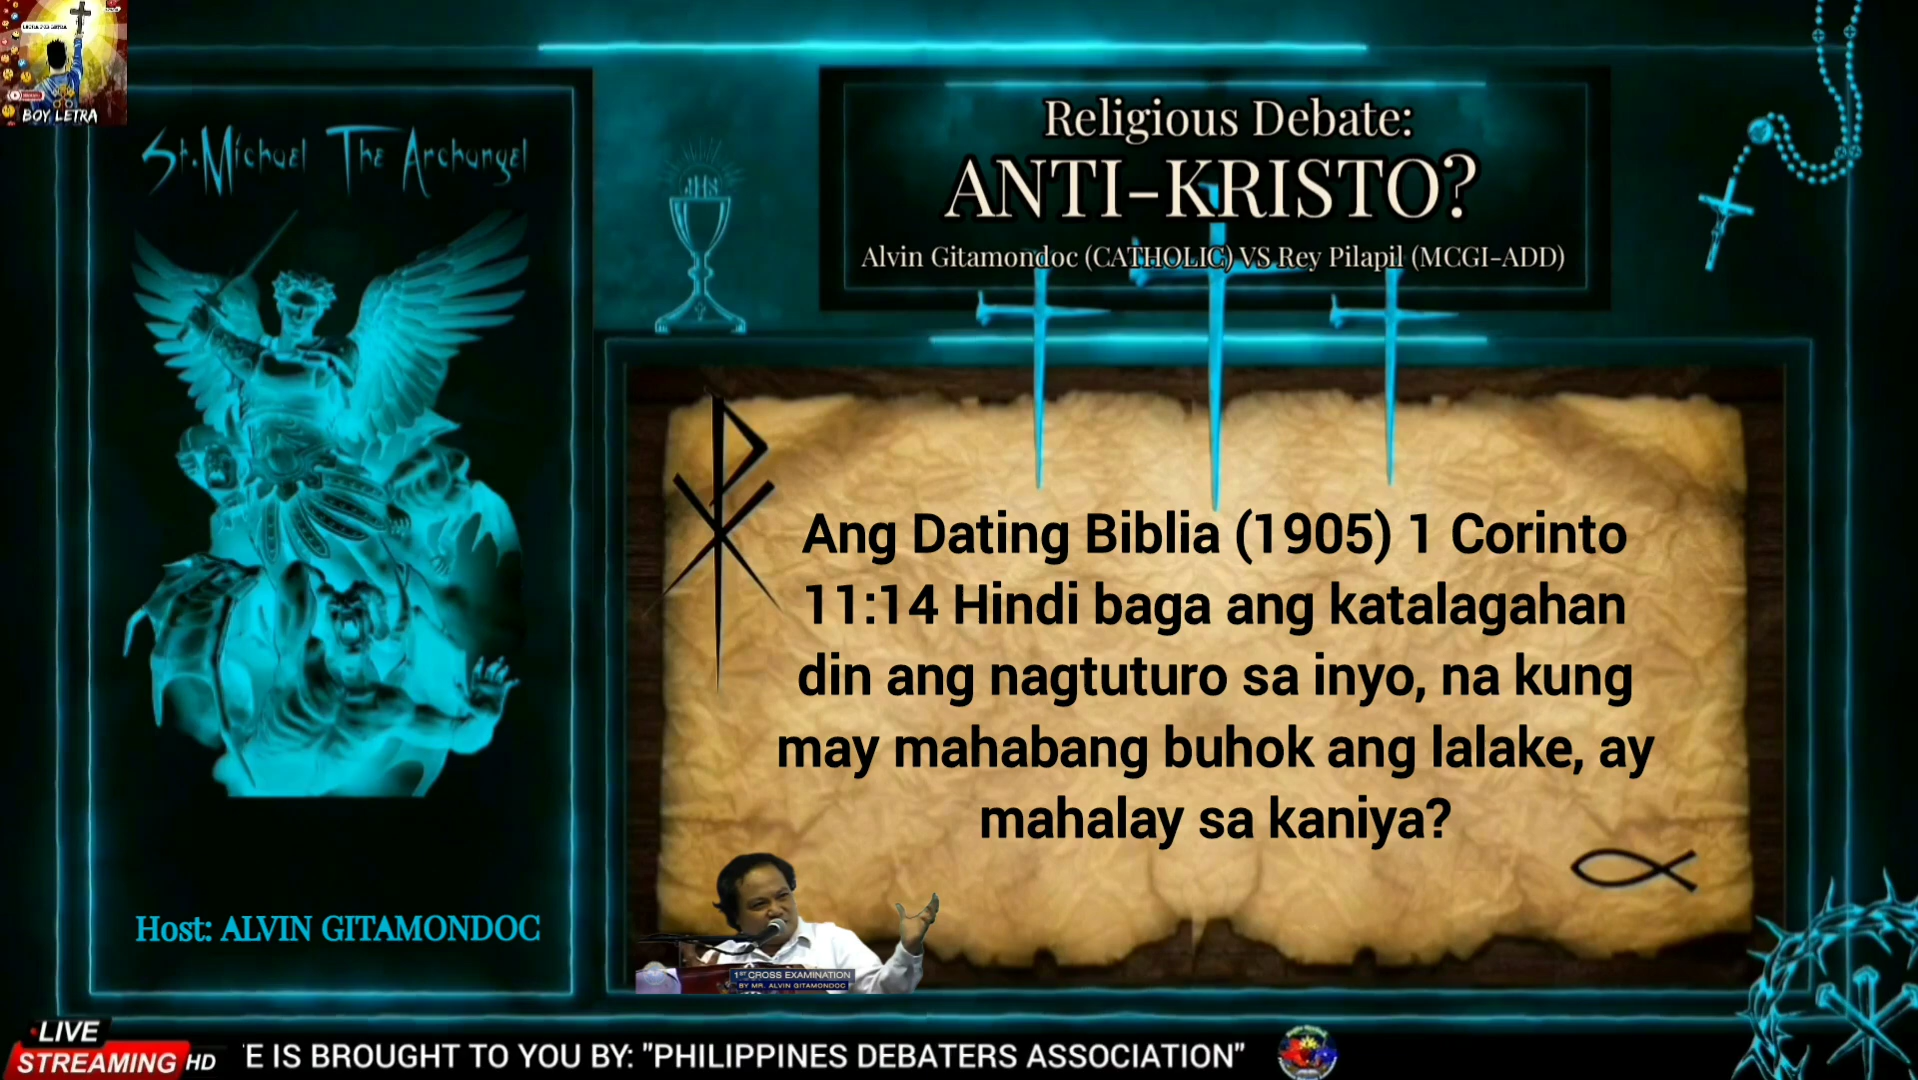 BOY LETRA
St.Michael The Archangel
JHS
Religious Debate:
ANTI-KRISTO?
Alvin Gitamondoc (CATHOLIC) VS Rey Pilapil (MCGI-ADD)
Ang Dating Biblia (1905) 1 Corinto
11:14 Hindi baga ang katalagahan
din ang nagtuturo sa inyo, na kung
may mahabang buhok ang lalake, ay
mahalay sa kaniya?
Host: ALVIN GITAMONDOC
1ST CROSS EXAMINATION
BY MR. ALVIN GITAMONDOC
LIVE
STREAMING HD
E IS BROUGHT TO YOU BY: "PHILIPPINES DEBATERS ASSOCIATION"